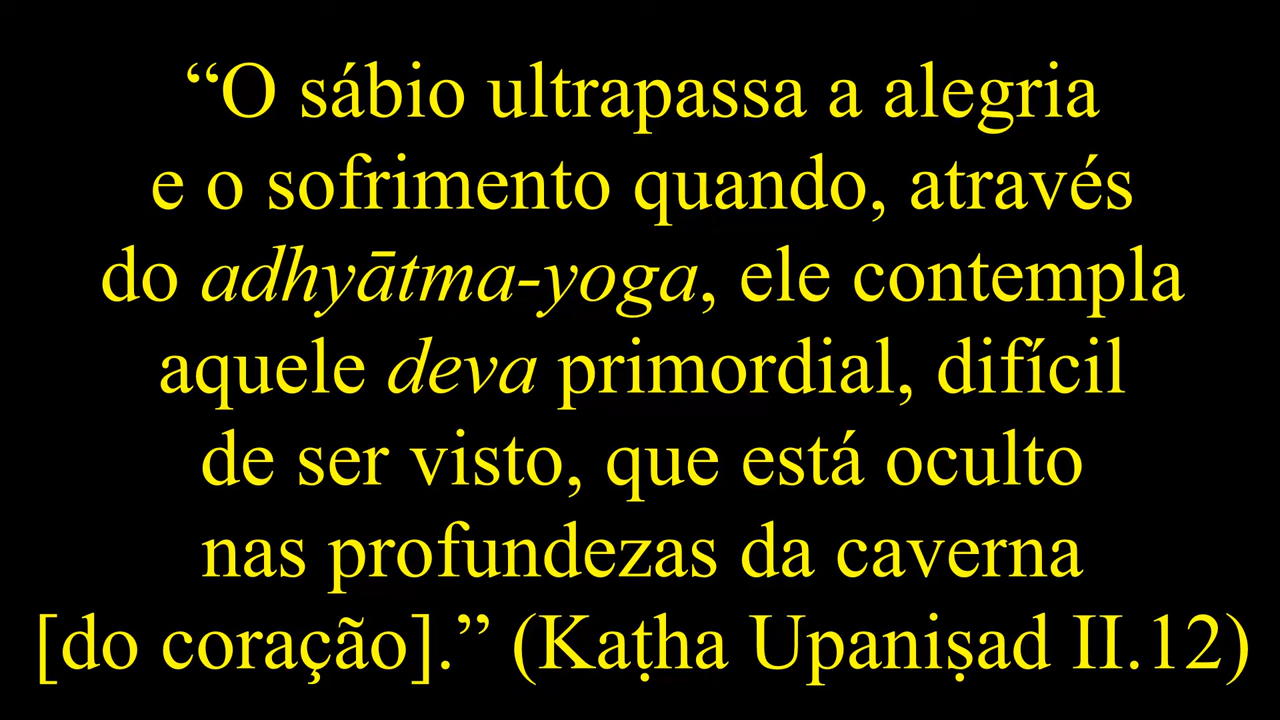 “O sábio ultrapassa a alegria
e o sofrimento quando, através
do adhyātma-yoga, ele contempla
aquele deva primordial, difícil
de ser visto, que está oculto
nas profundezas da caverna
[do coração].” (Kaṭha Upaniṣad II.12)